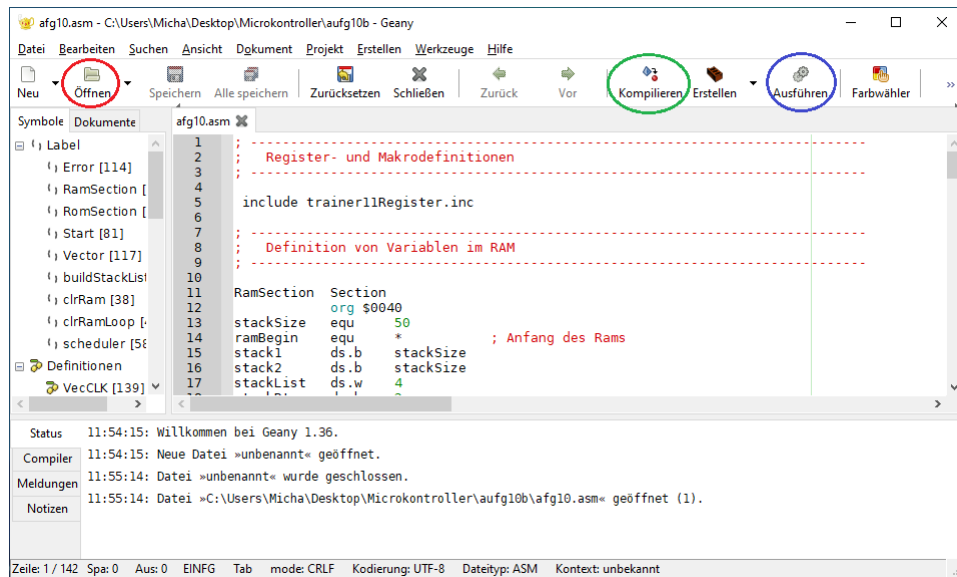 afg10.asm - C:\Users\Micha\Desktop\Microkontroller\aufg10b - Geany
Datei Bearbeiten Suchen Ansicht Dokument Projekt Erstellen Werkzeuge Hilfe
Neu Öffnen Speichern Alle speichern Zurücksetzen Schließen Zurück Vor Kompilieren Erstellen Ausführen Farbwähler »
Symbole Dokumente afg10.asm
Label
Error [114]
RamSection [
RomSection [
Start [81]
Vector [117]
buildStackList
clrRam [38]
clrRamLoop [
scheduler [58
Definitionen
VecCLK [139]
1 ; ----------------------------------------------------------------------------
2 ; Register- und Makrodefinitionen
3 ; ----------------------------------------------------------------------------
4
5 include trainer11Register.inc
6
7 ; ----------------------------------------------------------------------------
8 ; Definition von Variablen im RAM
9 ; ----------------------------------------------------------------------------
10
11 RamSection Section
12 org $0040
13 stackSize equ 50
14 ramBegin equ * ; Anfang des Rams
15 stack1 ds.b stackSize
16 stack2 ds.b stackSize
17 stackList ds.w 4
Status
Compiler
Meldungen
Notizen
11:54:15: Willkommen bei Geany 1.36.
11:54:15: Neue Datei »unbenannt« geöffnet.
11:55:14: Datei »unbenannt« wurde geschlossen.
11:55:14: Datei »C:\Users\Micha\Desktop\Microkontroller\aufg10b\afg10.asm« geöffnet (1).
Zeile: 1 / 142 Spa: 0 Aus: 0 EINFG Tab mode: CRLF Kodierung: UTF-8 Dateityp: ASM Kontext: unbekannt